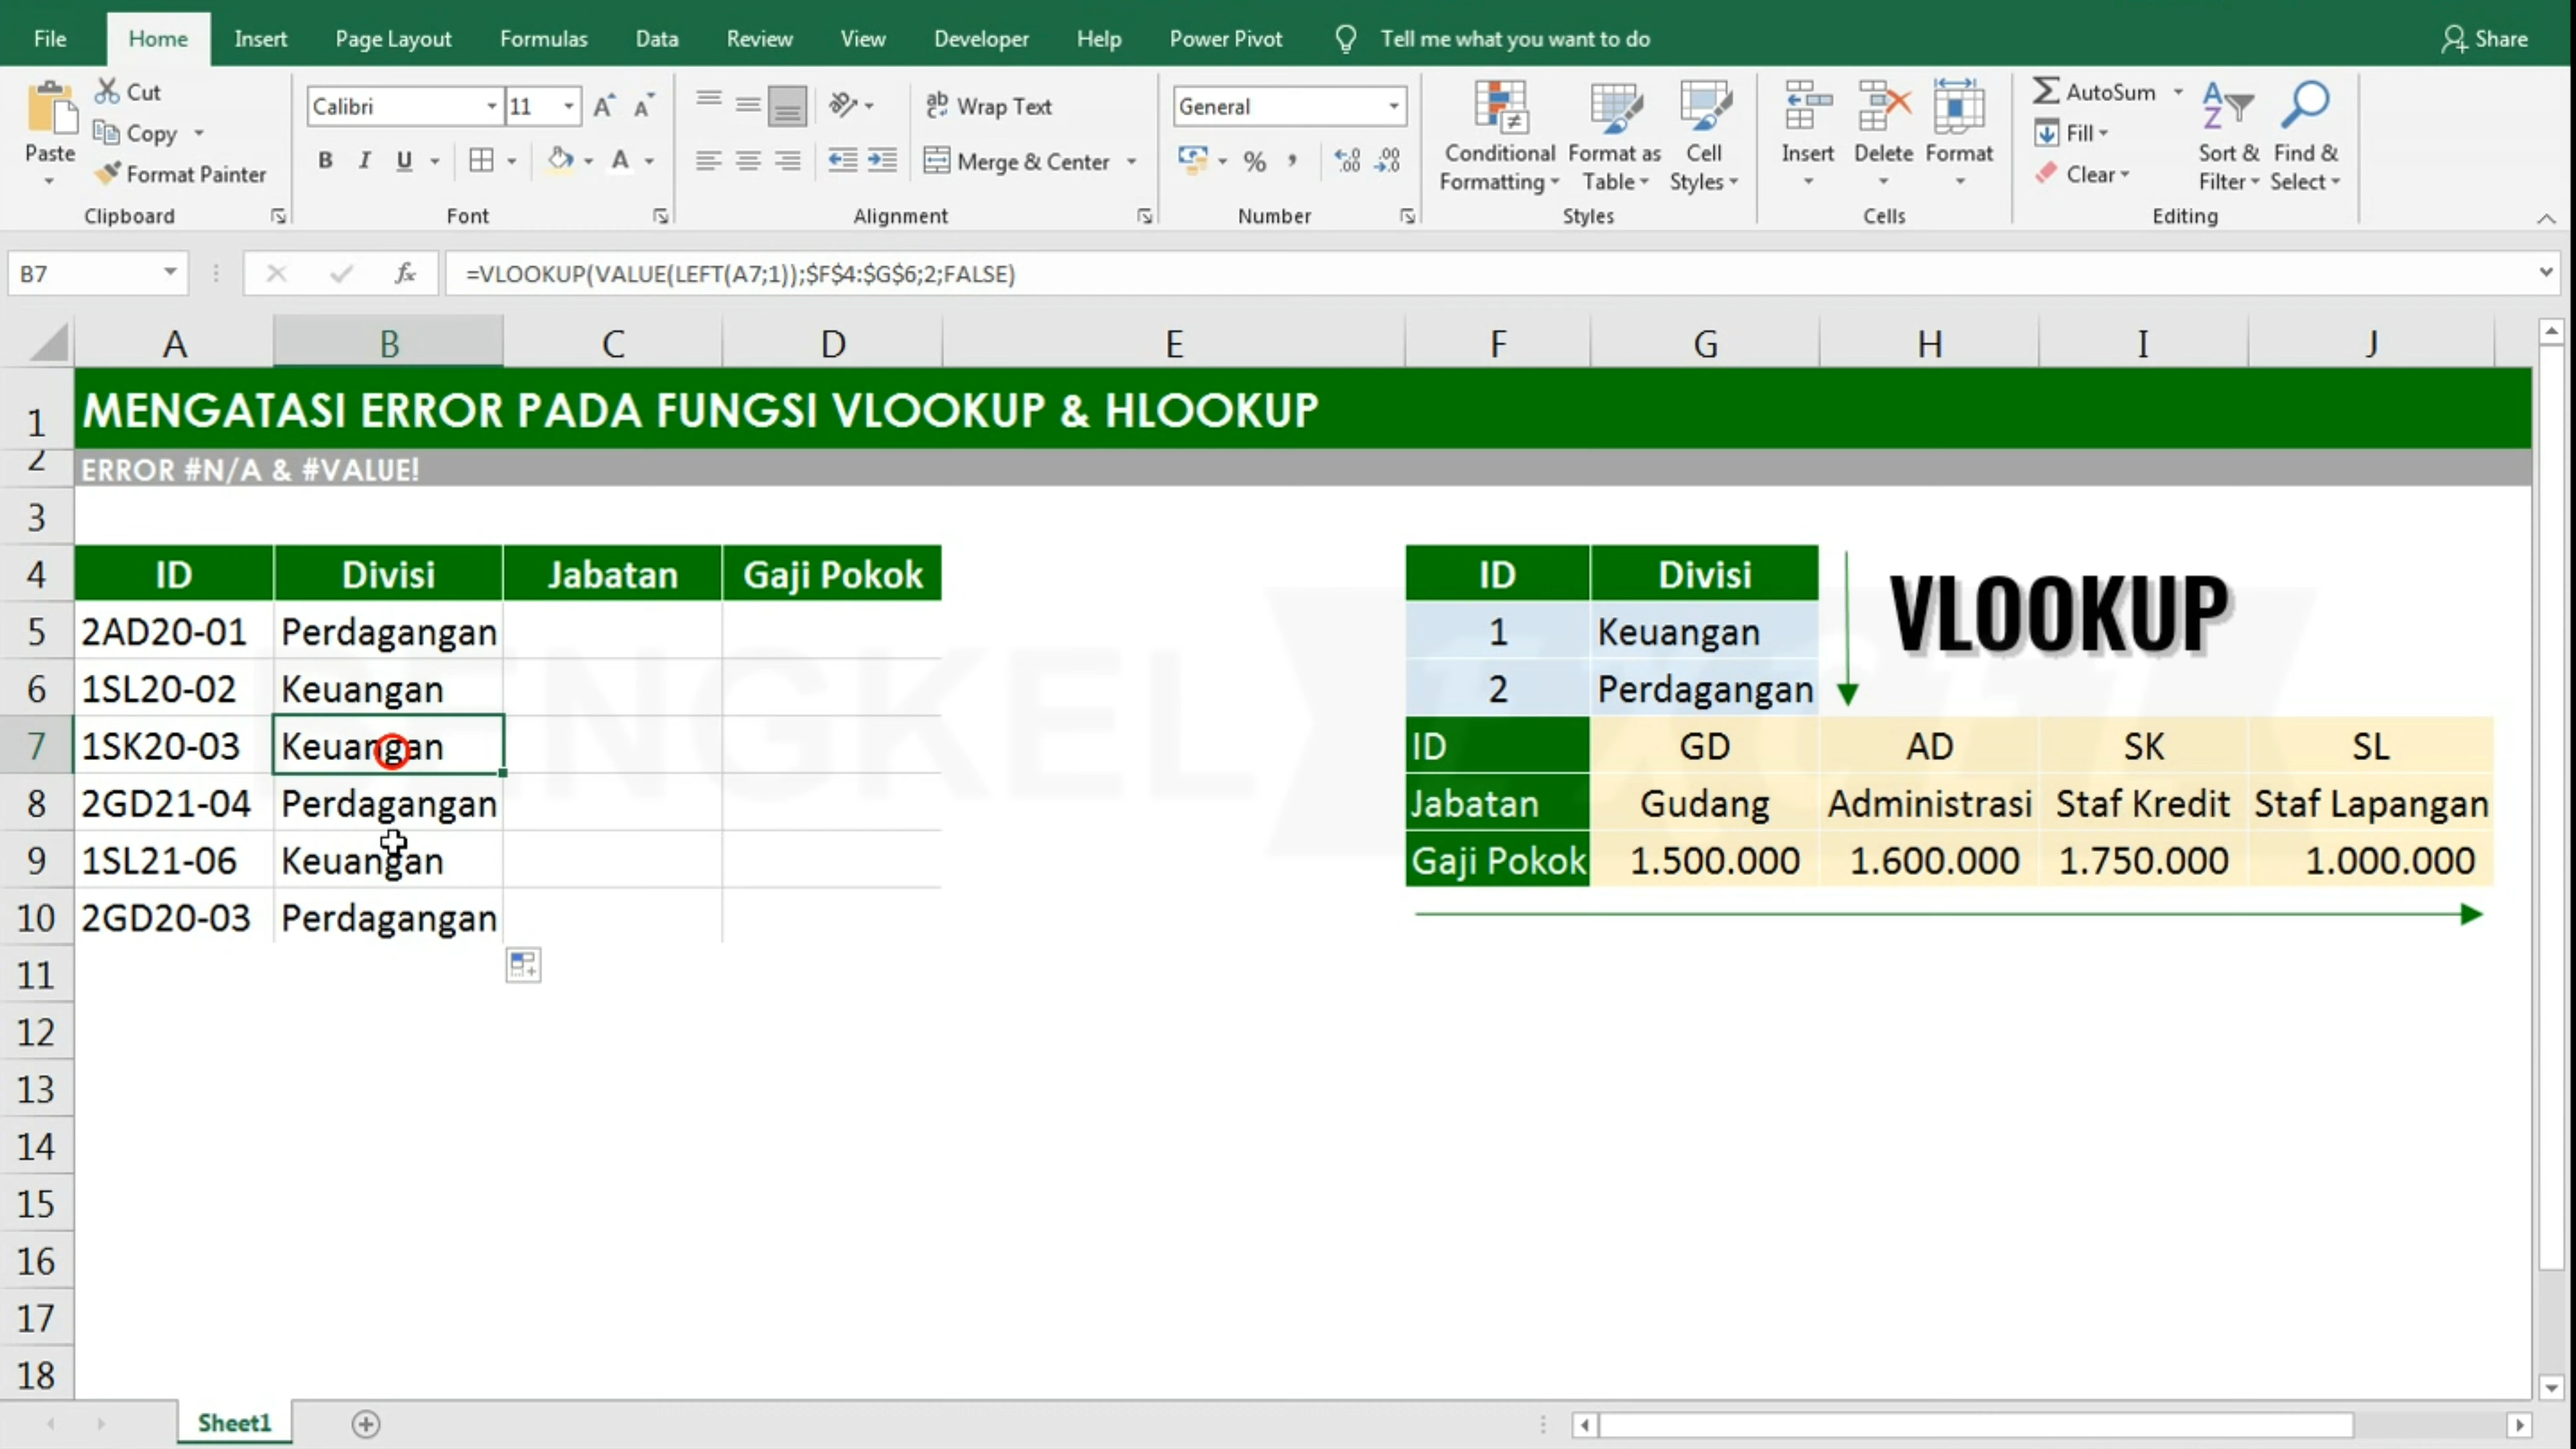 File Home Insert Page Layout Formulas Data Review View Developer Help Power Pivot Tell me what you want to do Share
Cut
Copy
Format Painter
Paste
Clipboard
Calibri 11
B I U A
Font
Wrap Text
Merge & Center
Alignment
General
%
Number
Conditional Formatting
Format as Table
Cell Styles
Styles
Insert Delete Format
Cells
AutoSum
Fill
Clear
Sort & Filter
Find & Select
Editing
B7 fx =VLOOKUP(VALUE(LEFT(A7;1));$F$4:$G$6;2;FALSE)
A B C D E F G H I J
1 MENGATASI ERROR PADA FUNGSI VLOOKUP & HLOOKUP
2 ERROR #N/A & #VALUE!
3
4 ID Divisi Jabatan Gaji Pokok ID Divisi
VLOOKUP
5 2AD20-01 Perdagangan 1 Keuangan
6 1SL20-02 Keuangan 2 Perdagangan
7 1SK20-03 Keuangan ID GD AD SK SL
8 2GD21-04 Perdagangan Jabatan Gudang Administrasi Staf Kredit Staf Lapangan
9 1SL21-06 Keuangan Gaji Pokok 1.500.000 1.600.000 1.750.000 1.000.000
10 2GD20-03 Perdagangan
11
12
13
14
15
16
17
18
Sheet1